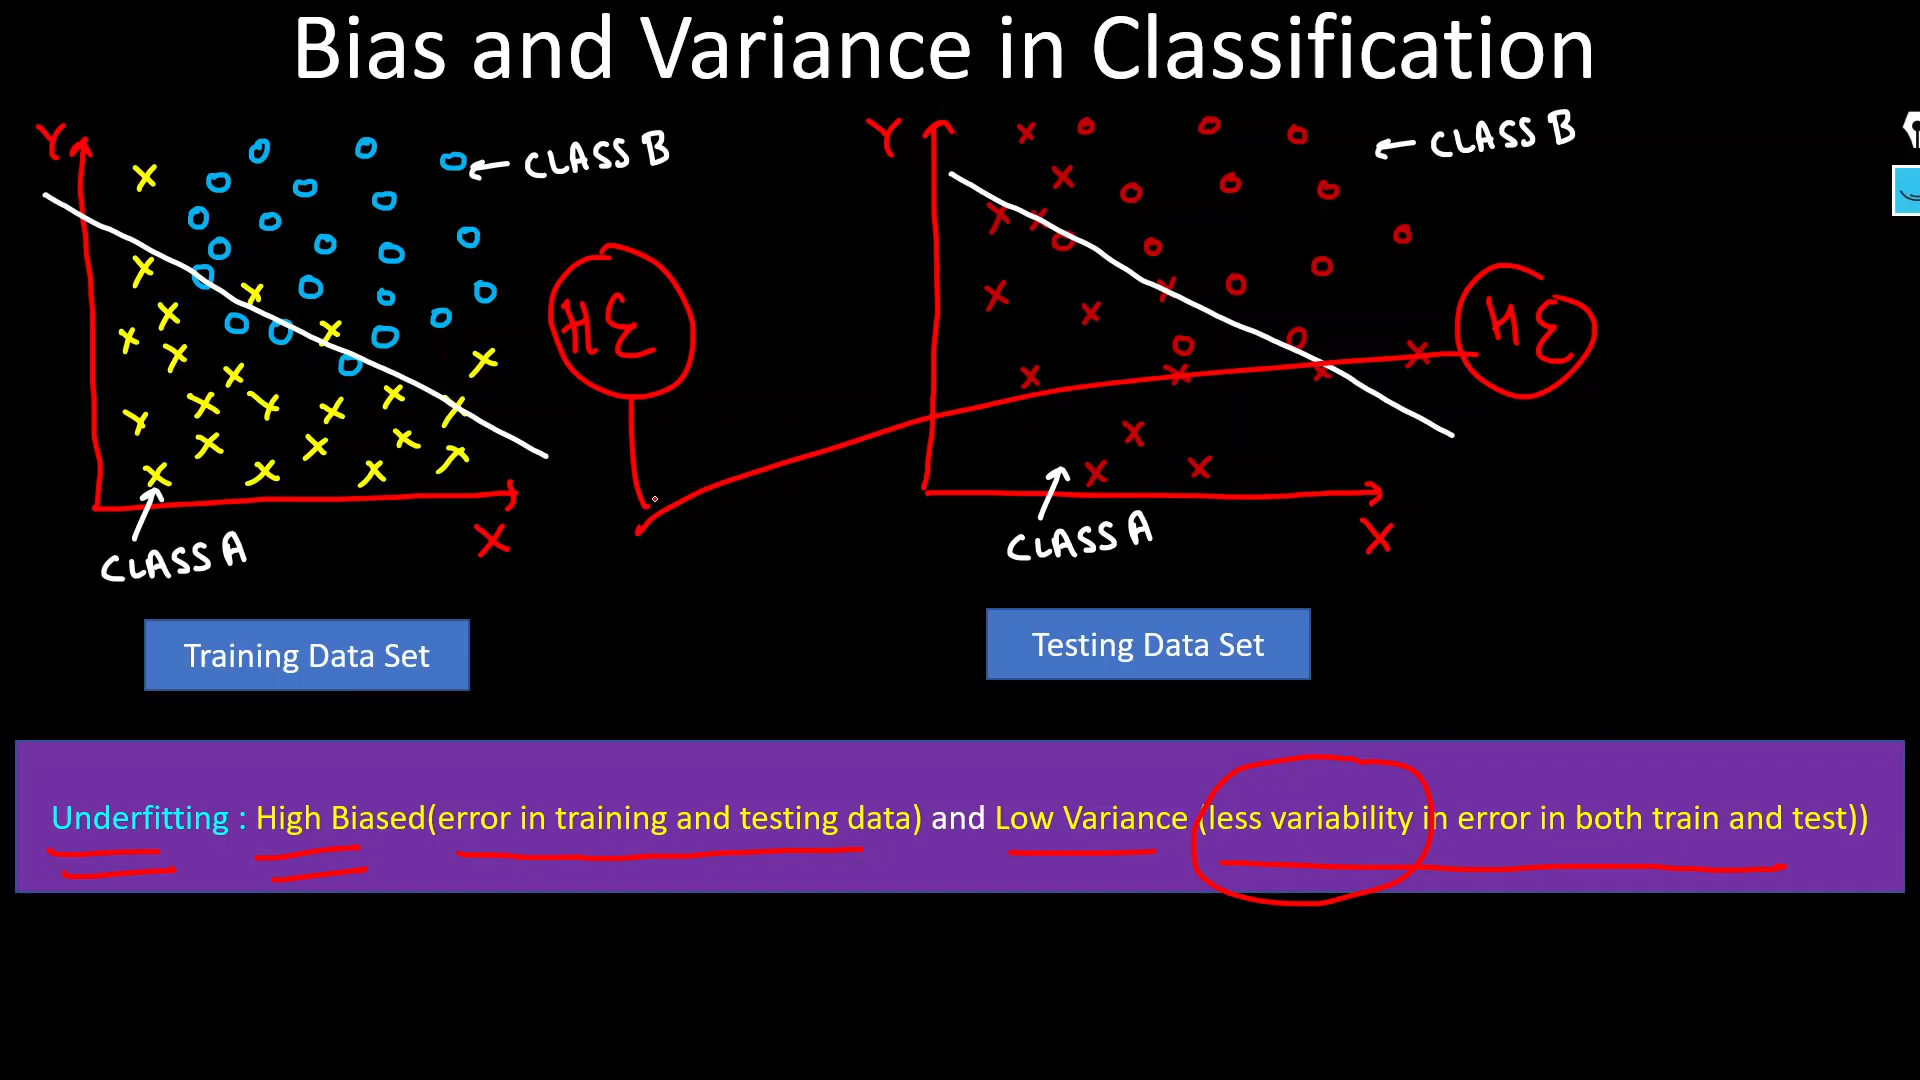 Bias and Variance in Classification
Y
CLASS B
HE
CLASS A
X
Training Data Set
Y
CLASS B
HE
CLASS A
X
Testing Data Set
Underfitting : High Biased(error in training and testing data) and Low Variance (less variability in error in both train and test))